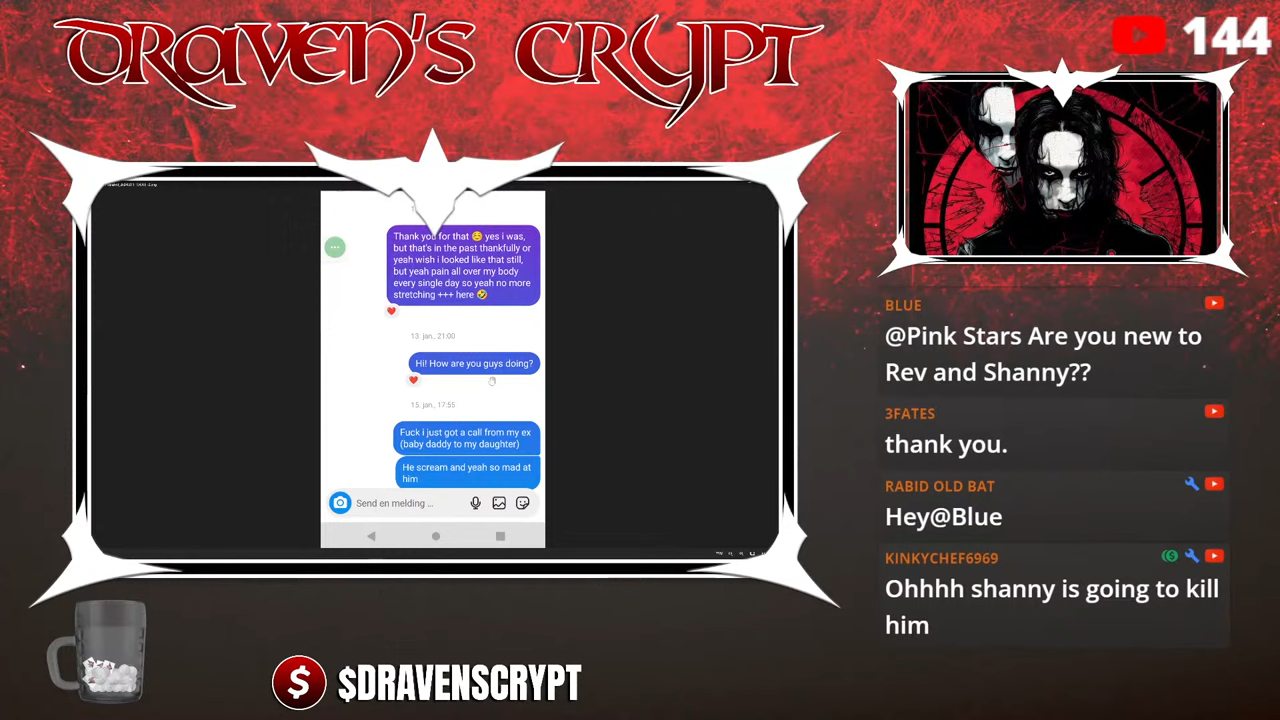 DRAVEN'S CRYPT
144
Thank you for that 😊 yes i was,
but that's in the past thankfully or
yeah wish i looked like that still,
but yeah pain all over my body
every single day so yeah no more
stretching +++ here 🤣
13. jan., 21:00
Hi! How are you guys doing?
15. jan., 17:55
Fuck i just got a call from my ex
(baby daddy to my daughter)
He scream and yeah so mad at
him
Send en melding ...
BLUE
@Pink Stars Are you new to
Rev and Shanny??
3FATES
thank you.
RABID OLD BAT
Hey@Blue
KINKYCHEF6969
Ohhhh shanny is going to kill
him
$ $DRAVENSCRYPT